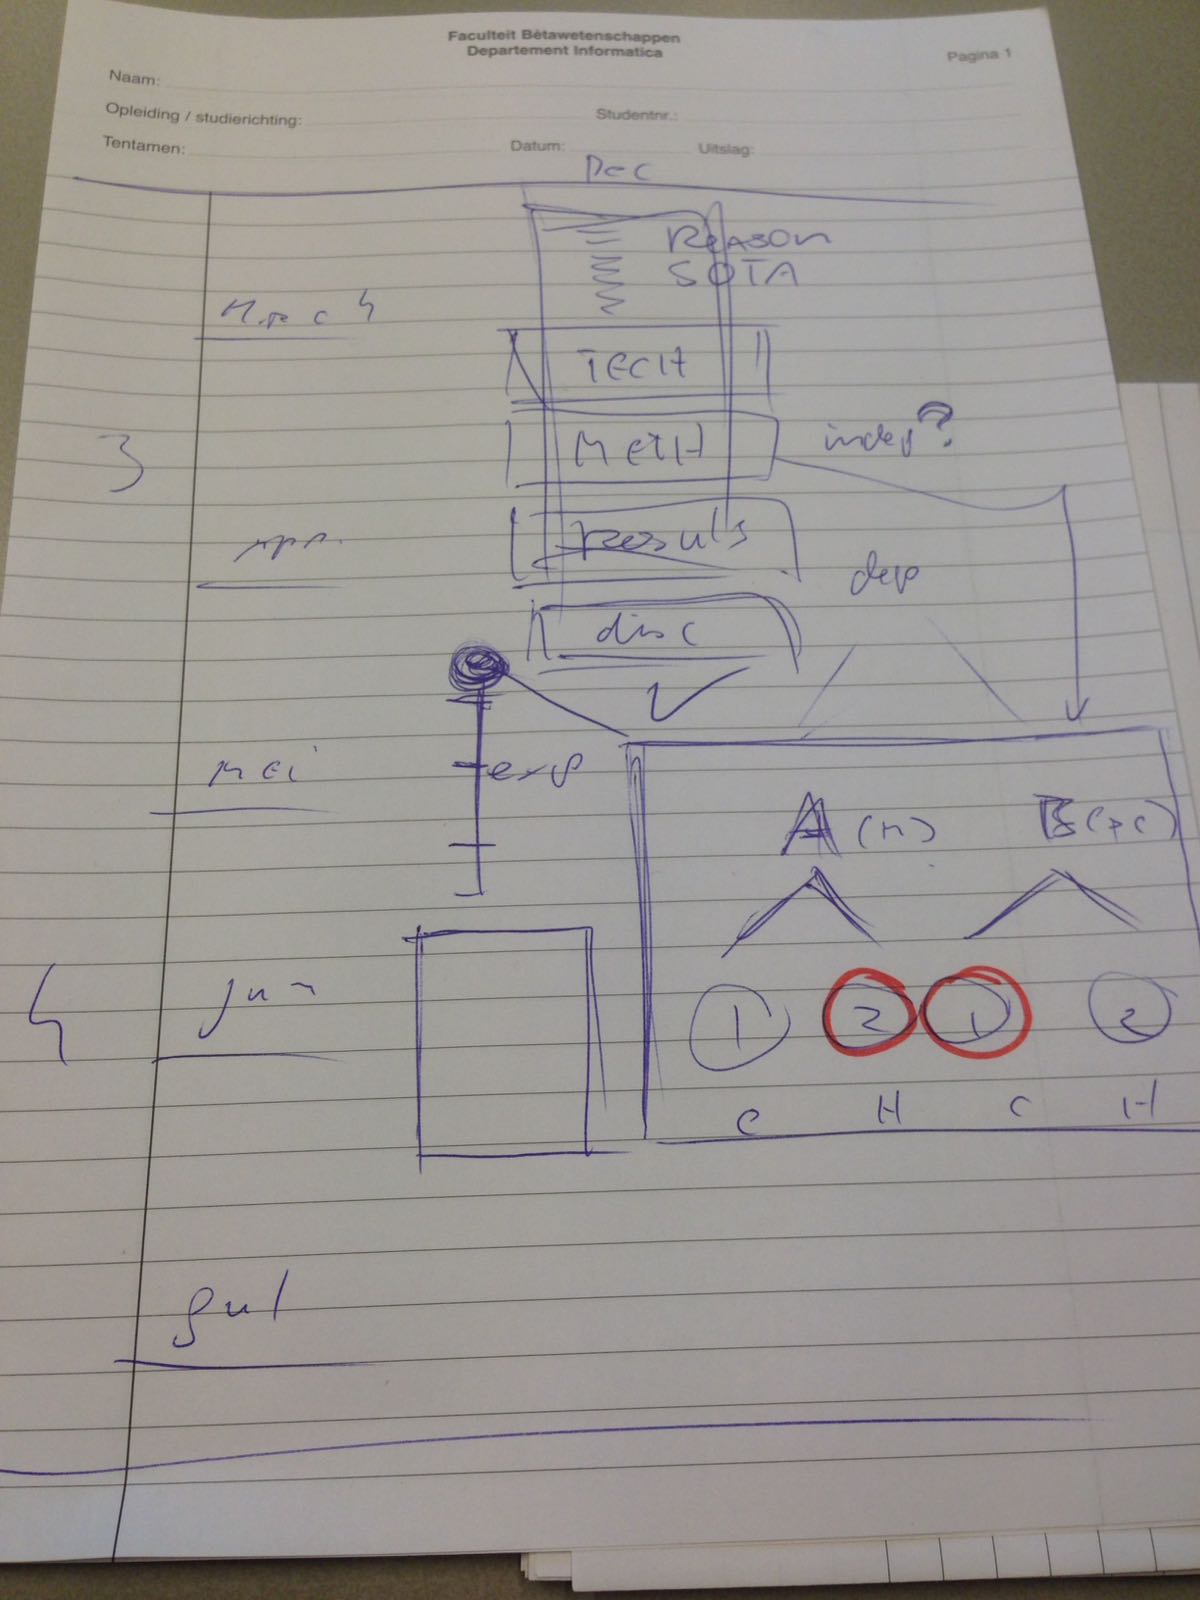 Faculteit Bètawetenschappen
Departement Informatica
Pagina 1
Naam:
Opleiding / studierichting:
Studentnr.:
Tentamen:
Datum:
Uitslag:
Dec
Reason
SOTA
TECH
3
METH
indep?
apr.
Results
dep
disc
mei
exp
A (M)
B (PC)
4
jun
1 2 1 2
C H C H
jul